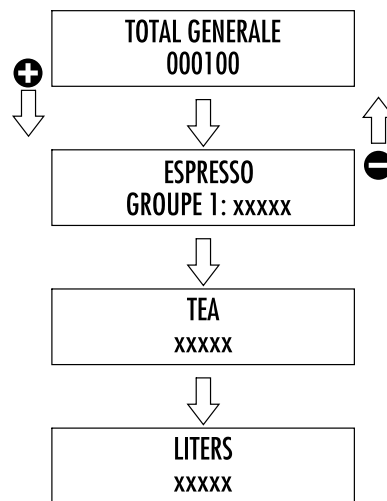 TOTAL GENERALE
000100
+
ESPRESSO
GROUPE 1: xxxxx
−
TEA
xxxxx
LITERS
xxxxx